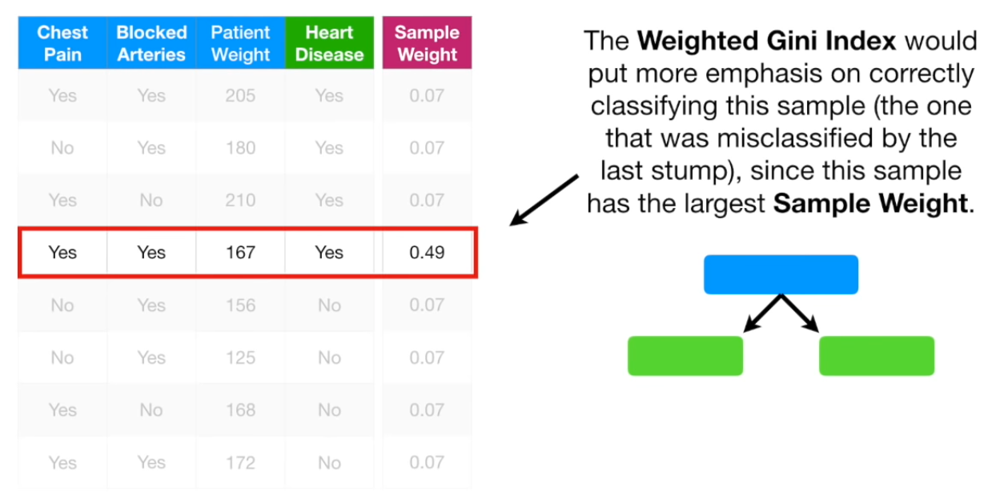 Chest Pain Blocked Arteries Patient Weight Heart Disease Sample Weight
Yes Yes 205 Yes 0.07
No Yes 180 Yes 0.07
Yes No 210 Yes 0.07
Yes Yes 167 Yes 0.49
No Yes 156 No 0.07
No Yes 125 No 0.07
Yes No 168 No 0.07
Yes Yes 172 No 0.07
The Weighted Gini Index would
put more emphasis on correctly
classifying this sample (the one
that was misclassified by the
last stump), since this sample
has the largest Sample Weight.